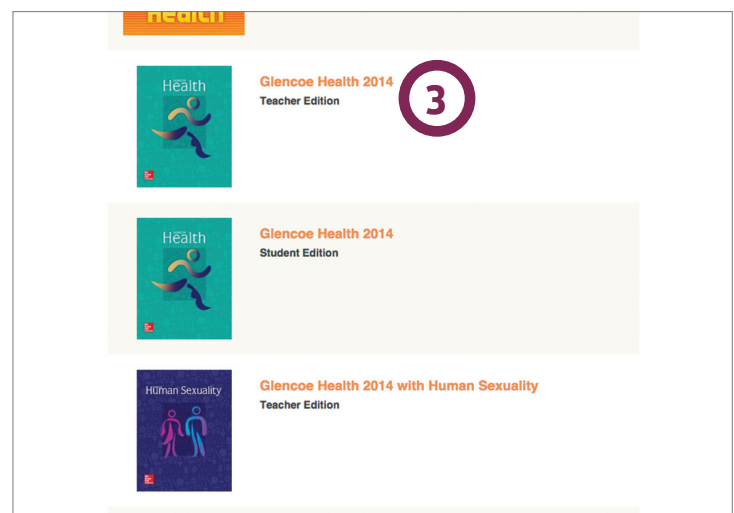 Health
Health
Glencoe Health 2014
Teacher Edition
3
Health
Glencoe Health 2014
Student Edition
Human Sexuality
Glencoe Health 2014 with Human Sexuality
Teacher Edition